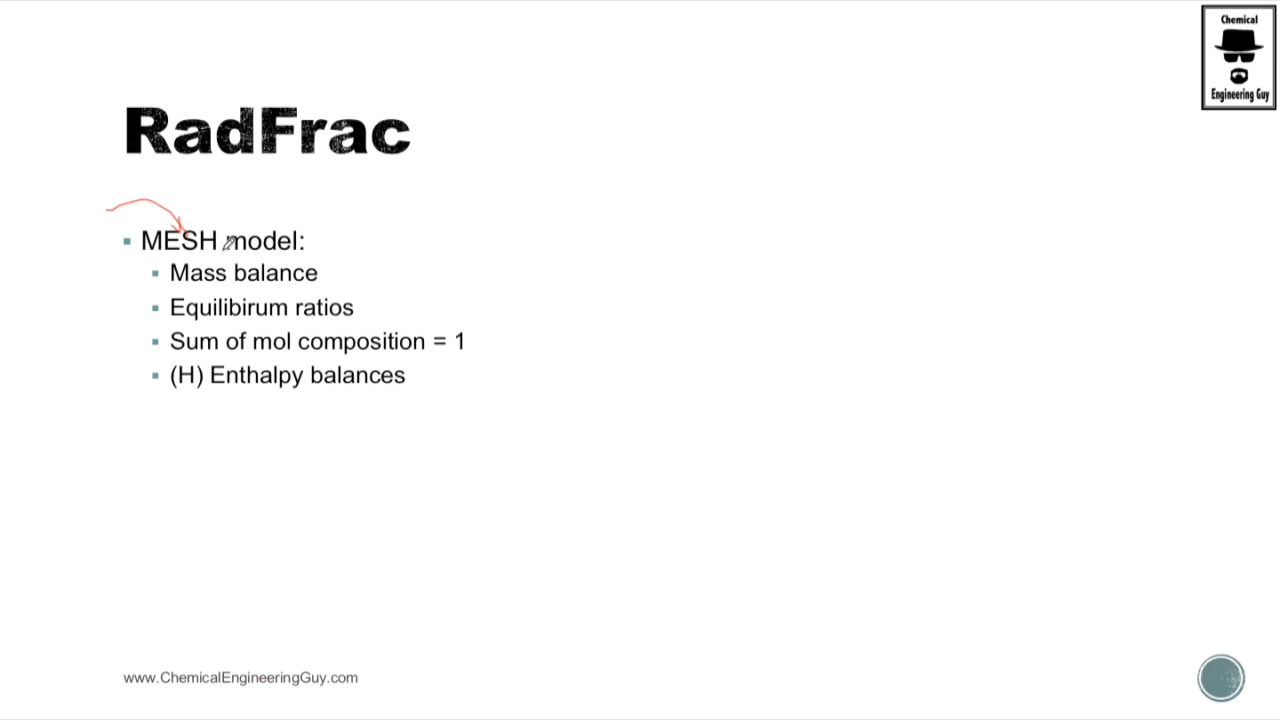 Chemical
Engineering Guy
RadFrac
MESH model:
Mass balance
Equilibirum ratios
Sum of mol composition = 1
(H) Enthalpy balances
www.ChemicalEngineeringGuy.com